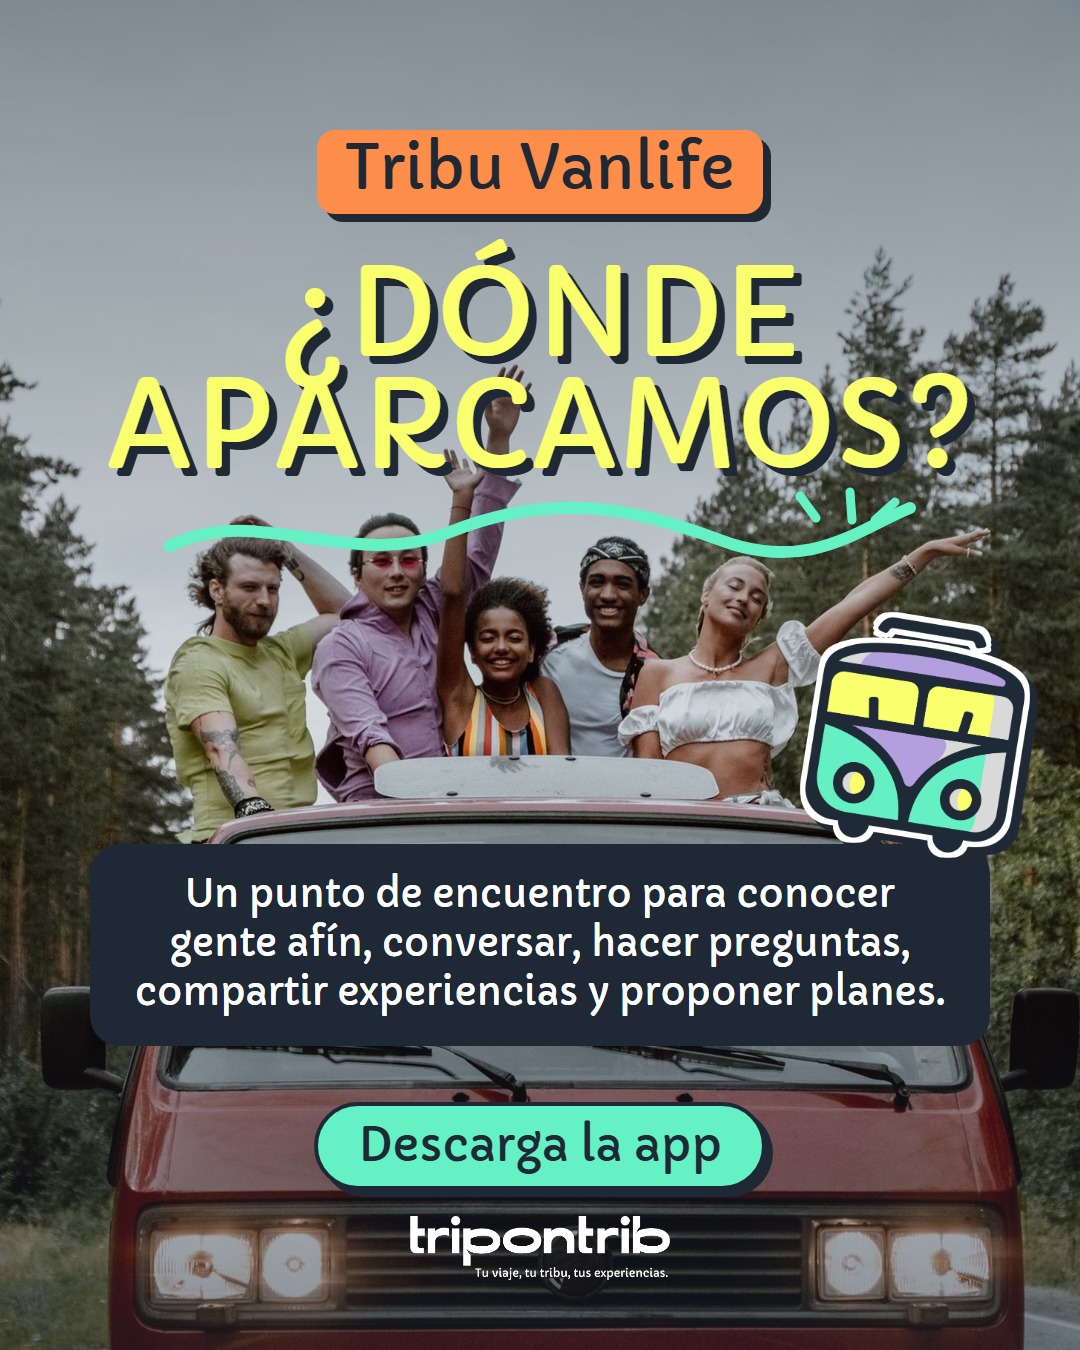 Tribu Vanlife
¿DÓNDE
APARCAMOS?
Un punto de encuentro para conocer
gente afín, conversar, hacer preguntas,
compartir experiencias y proponer planes.
Descarga la app
tripontrib
Tu viaje, tu tribu, tus experiencias.